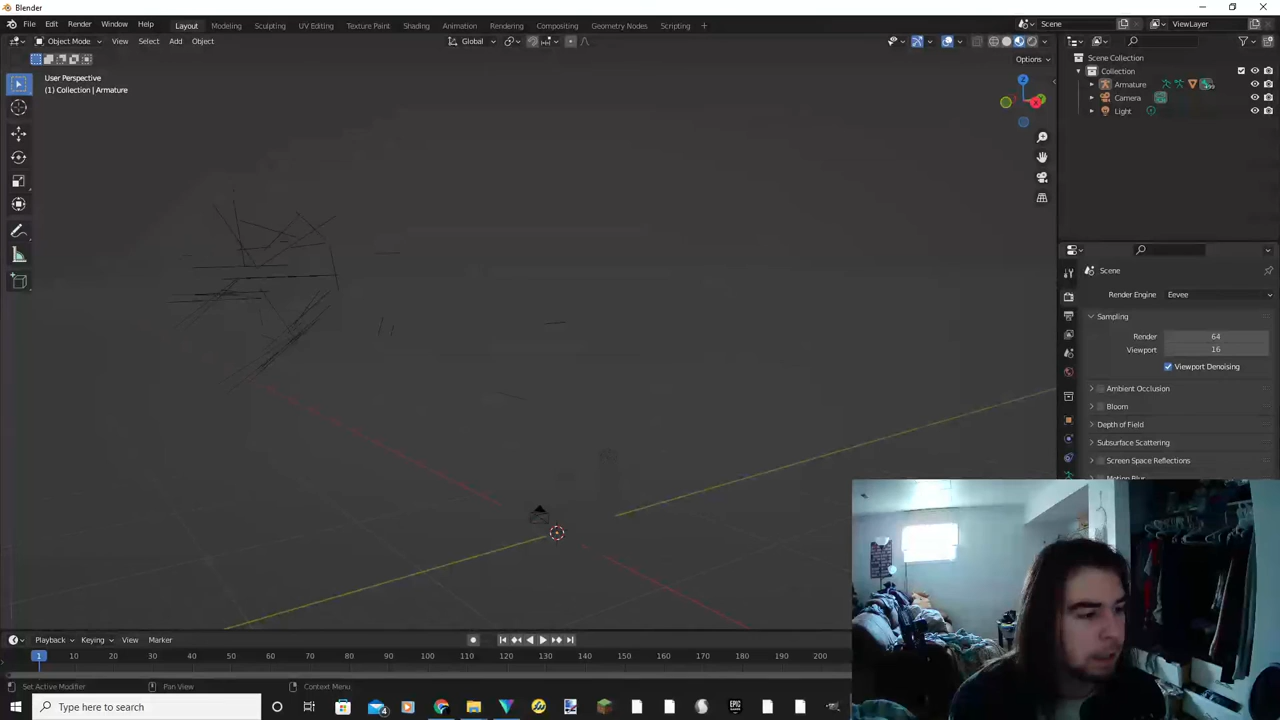 Blender
File Edit Render Window Help Layout Modeling Sculpting UV Editing Texture Paint Shading Animation Rendering Compositing Geometry Nodes Scripting + Scene ViewLayer
Object Mode View Select Add Object Global
Options
User Perspective
(1) Collection | Armature
Z
Scene Collection
Collection
Armature
Camera
Light
Scene
Render Engine Eevee
Sampling
Render 64
Viewport 16
Viewport Denoising
Ambient Occlusion
Bloom
Depth of Field
Subsurface Scattering
Screen Space Reflections
Motion Blur
Playback Keying View Marker
1 10 20 30 40 50 60 70 80 90 100 110 120 130 140 150 160 170 180 190 200
Set Active Modifier Pan View Context Menu
Type here to search
4
EPIC